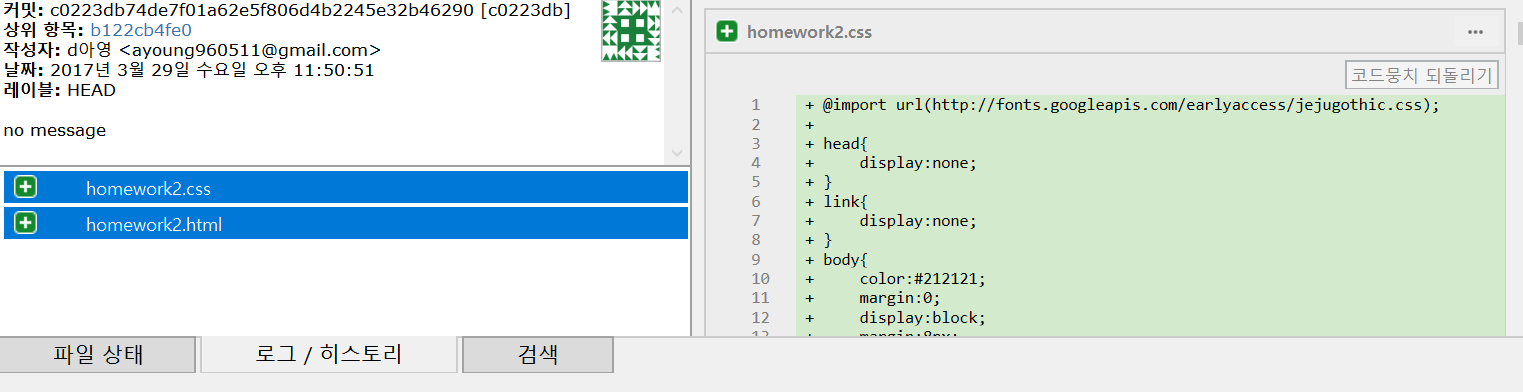 커밋: c0223db74de7f01a62e5f806d4b2245e32b46290 [c0223db]
상위 항목: b122cb4fe0
작성자: d아영 <ayoung960511@gmail.com>
날짜: 2017년 3월 29일 수요일 오후 11:50:51
레이블: HEAD
no message
homework2.css
homework2.html
homework2.css
코드뭉치 되돌리기
1 + @import url(http://fonts.googleapis.com/earlyaccess/jejugothic.css);
2 +
3 + head{
4 + display:none;
5 + }
6 + link{
7 + display:none;
8 + }
9 + body{
10 + color:#212121;
11 + margin:0;
12 + display:block;
13 + margin:8px;
파일 상태
로그 / 히스토리
검색